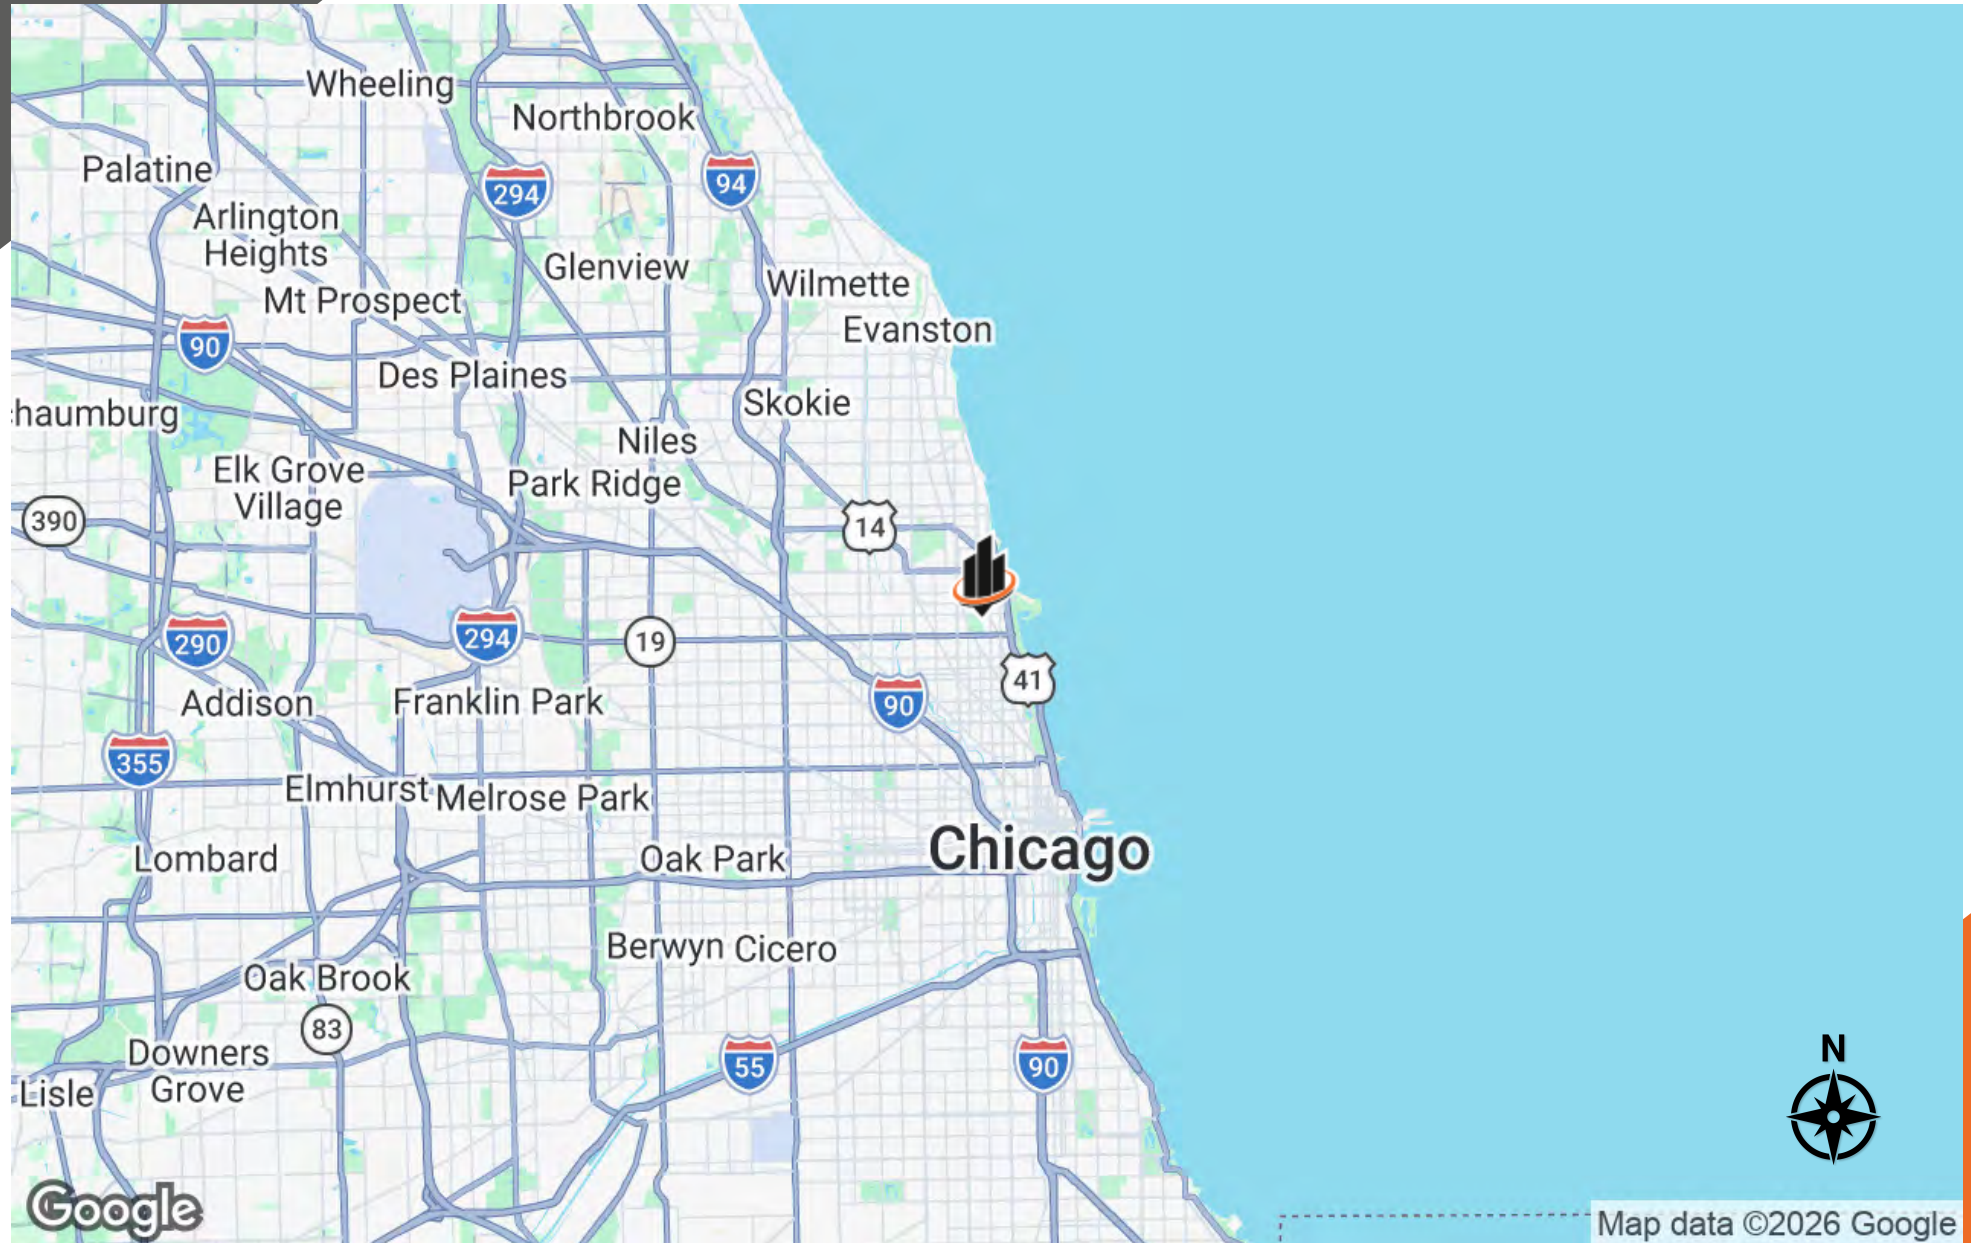 Wheeling
Northbrook
Palatine
294
94
Arlington
Heights
Glenview
Wilmette
Mt Prospect
Evanston
90
Des Plaines
Skokie
haumburg
Niles
Elk Grove
Village
Park Ridge
390
14
290
294
19
41
Addison
Franklin Park
90
355
Elmhurst
Melrose Park
Chicago
Lombard
Oak Park
Berwyn
Cicero
Oak Brook
83
N
Downers
Grove
55
90
Lisle
Google
Map data ©2026 Google